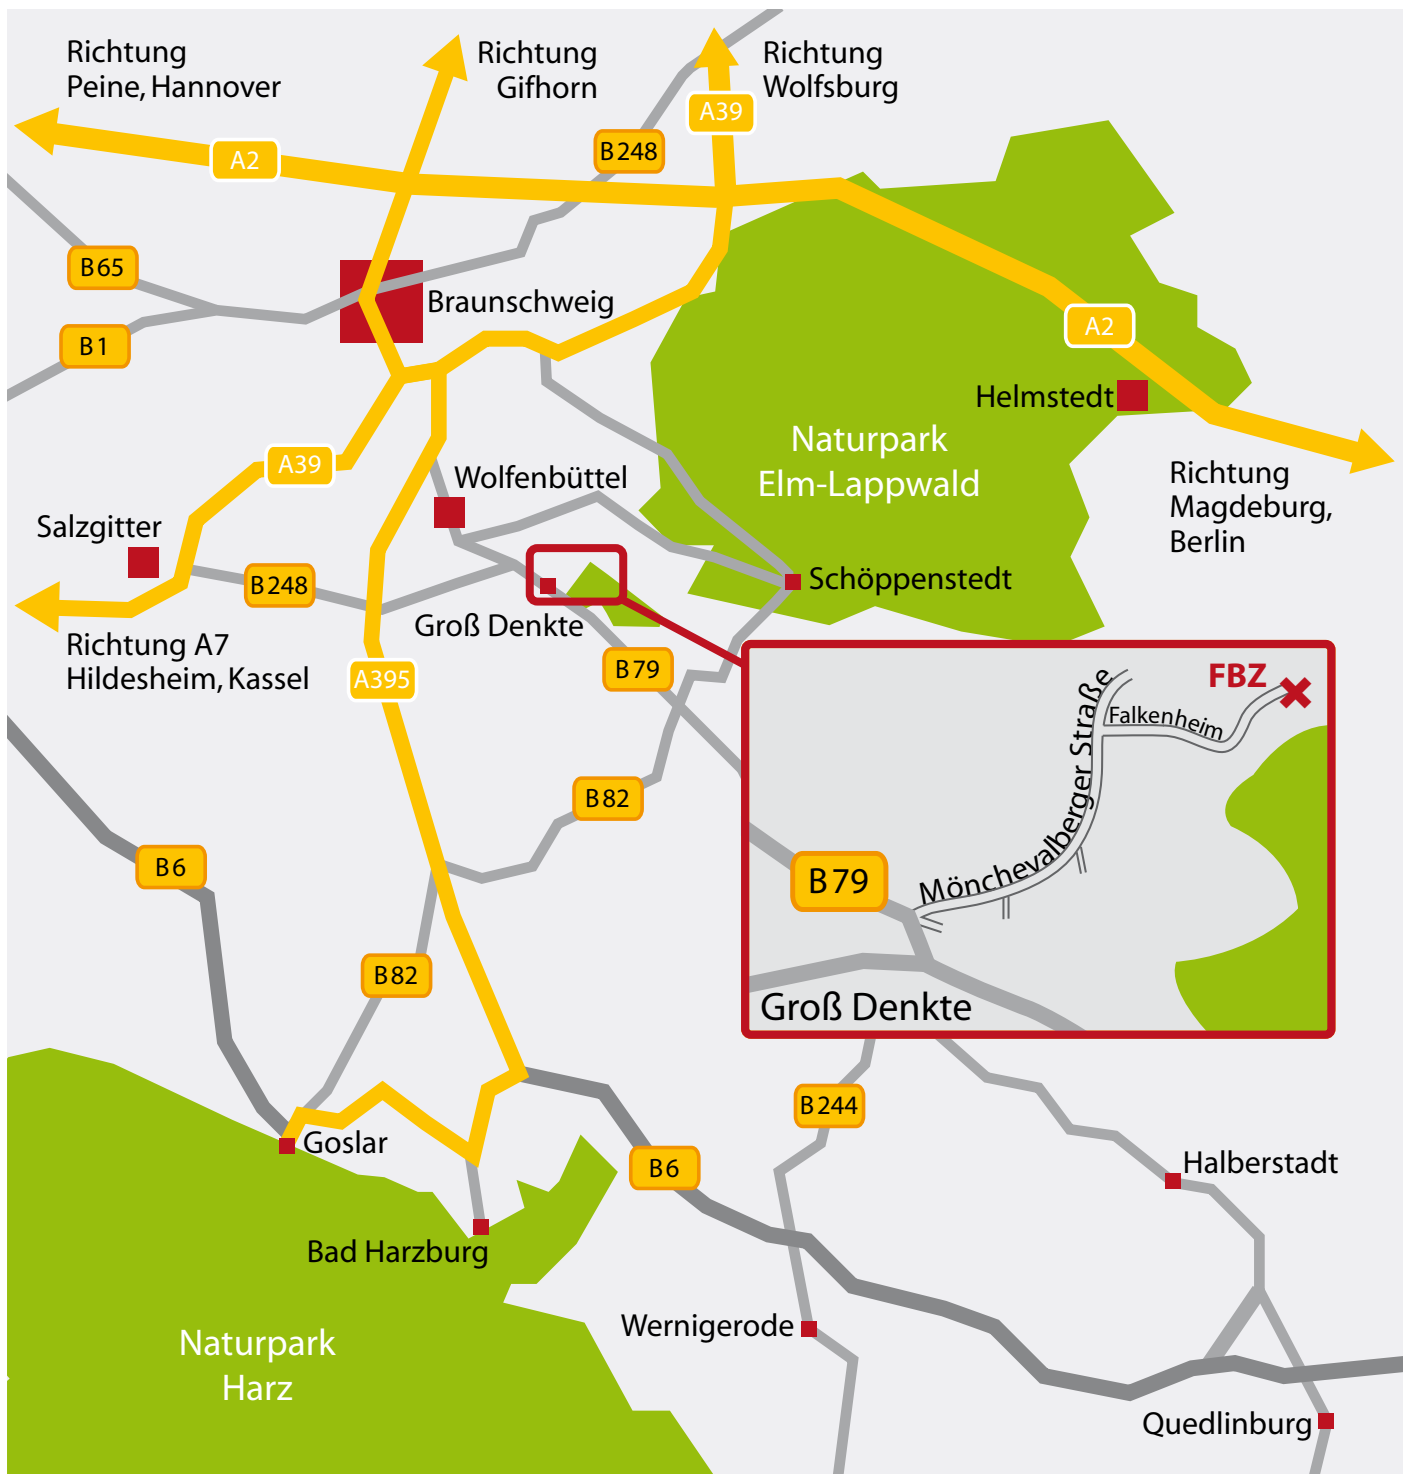 Richtung
Peine, Hannover
Richtung
Gifhorn
Richtung
Wolfsburg
A39
B248
A2
B65
B1
Braunschweig
A2
Helmstedt
Naturpark
Elm-Lappwald
Richtung
Magdeburg,
Berlin
A39
Wolfenbüttel
Salzgitter
B248
Schöppenstedt
Groß Denkte
Richtung A7
Hildesheim, Kassel
A395
B79
FBZ
Falkenheim
Mönchevalberger Straße
B79
Groß Denkte
B82
B6
B82
B244
Goslar
B6
Halberstadt
Bad Harzburg
Wernigerode
Naturpark
Harz
Quedlinburg